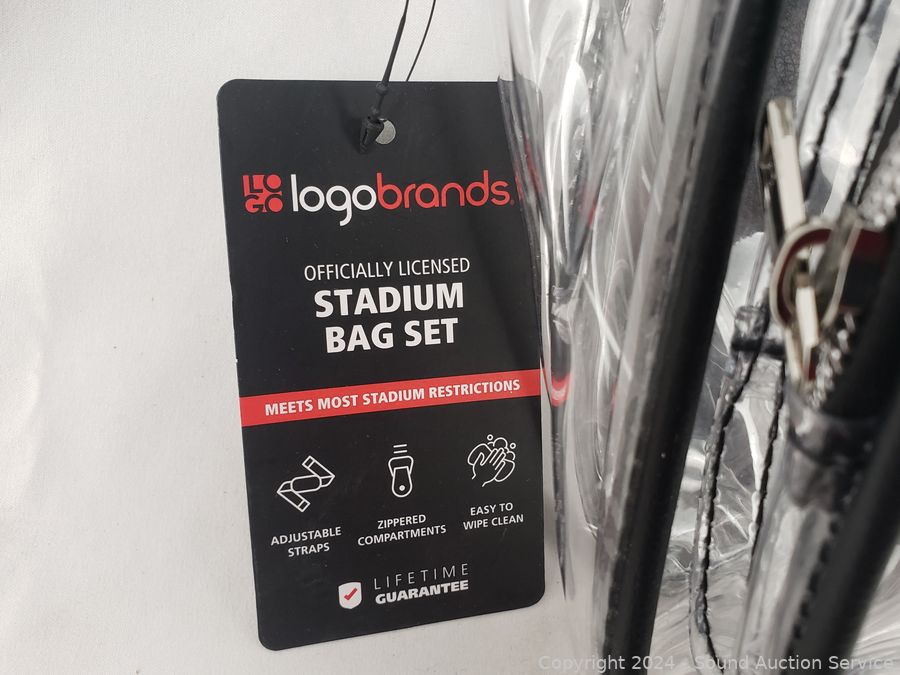 LOGO logobrands
OFFICIALLY LICENSED
STADIUM
BAG SET
MEETS MOST STADIUM RESTRICTIONS
ADJUSTABLE
STRAPS
ZIPPERED
COMPARTMENTS
EASY TO
WIPE CLEAN
LIFETIME
GUARANTEE
Copyright 2024 - Sound Auction Service